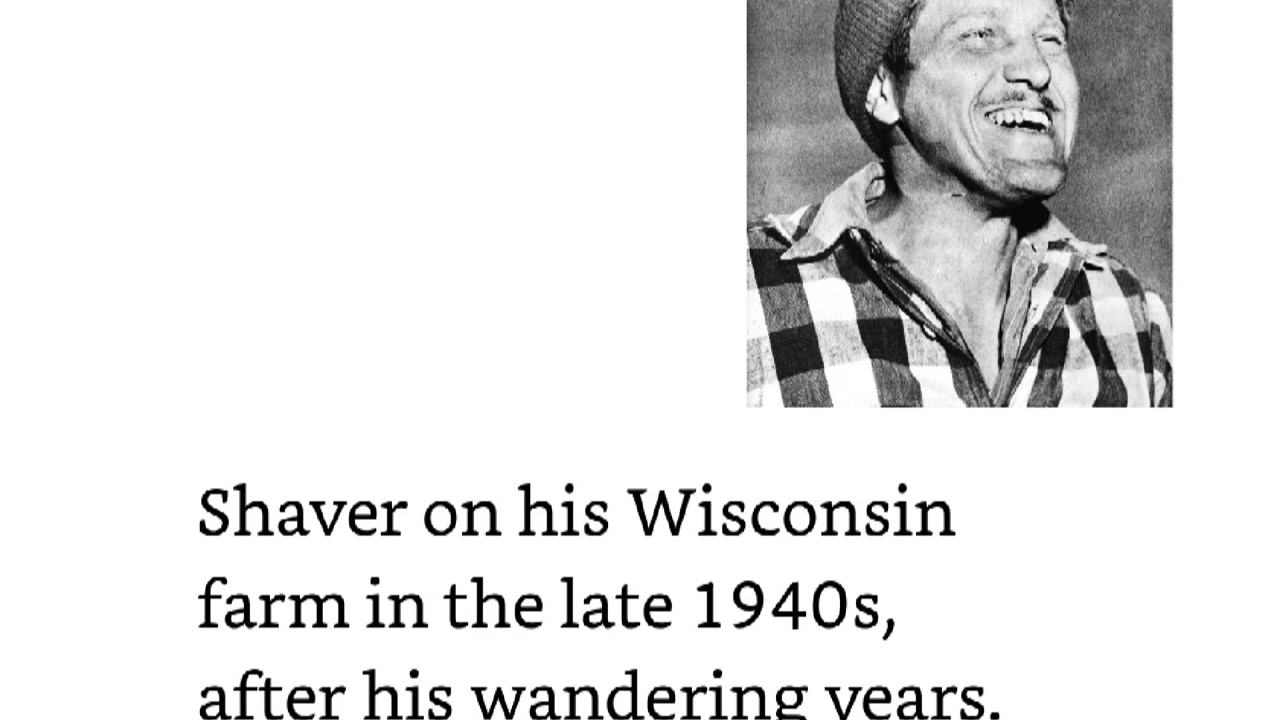 Shaver on his Wisconsin
farm in the late 1940s,
after his wandering years.